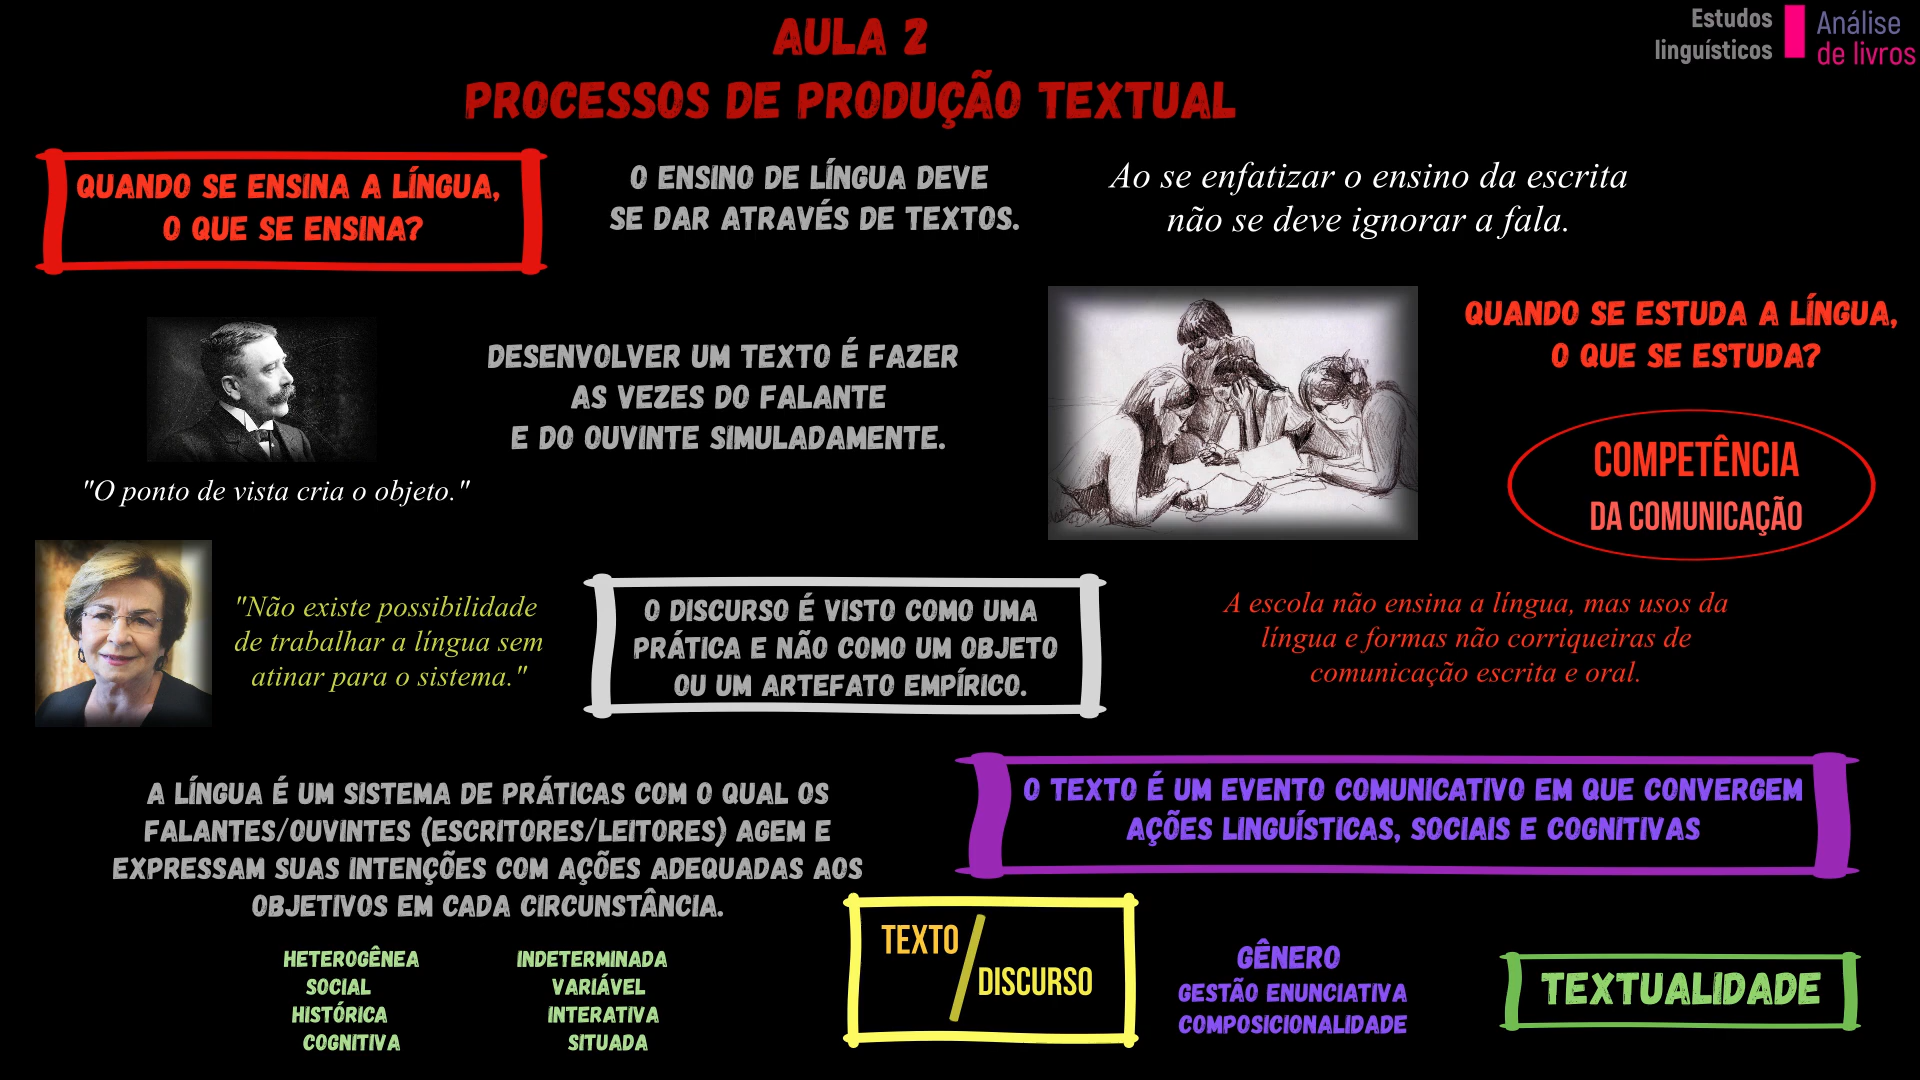 AULA 2
PROCESSOS DE PRODUÇÃO TEXTUAL
Estudos
linguísticos
Análise
de livros
QUANDO SE ENSINA A LÍNGUA,
O QUE SE ENSINA?
O ENSINO DE LÍNGUA DEVE
SE DAR ATRAVÉS DE TEXTOS.
Ao se enfatizar o ensino da escrita
não se deve ignorar a fala.
"O ponto de vista cria o objeto."
DESENVOLVER UM TEXTO É FAZER
AS VEZES DO FALANTE
E DO OUVINTE SIMULADAMENTE.
QUANDO SE ESTUDA A LÍNGUA,
O QUE SE ESTUDA?
COMPETÊNCIA
DA COMUNICAÇÃO
"Não existe possibilidade
de trabalhar a língua sem
atinar para o sistema."
O DISCURSO É VISTO COMO UMA
PRÁTICA E NÃO COMO UM OBJETO
OU UM ARTEFATO EMPÍRICO.
A escola não ensina a língua, mas usos da
língua e formas não corriqueiras de
comunicação escrita e oral.
A LÍNGUA É UM SISTEMA DE PRÁTICAS COM O QUAL OS
FALANTES/OUVINTES (ESCRITORES/LEITORES) AGEM E
EXPRESSAM SUAS INTENÇÕES COM AÇÕES ADEQUADAS AOS
OBJETIVOS EM CADA CIRCUNSTÂNCIA.
HETEROGÊNEA
SOCIAL
HISTÓRICA
COGNITIVA
INDETERMINADA
VARIÁVEL
INTERATIVA
SITUADA
O TEXTO É UM EVENTO COMUNICATIVO EM QUE CONVERGEM
AÇÕES LINGUÍSTICAS, SOCIAIS E COGNITIVAS
TEXTO
DISCURSO
GÊNERO
GESTÃO ENUNCIATIVA
COMPOSICIONALIDADE
TEXTUALIDADE